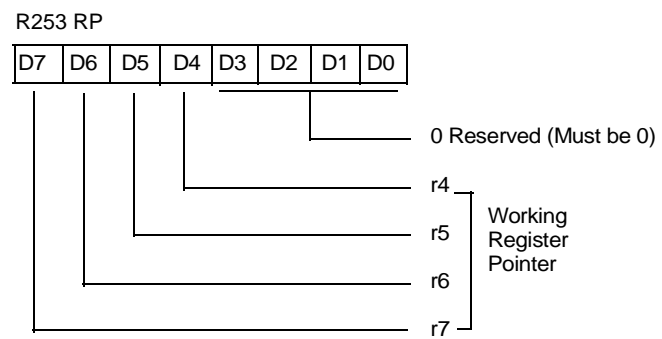 R253 RP
D7 D6 D5 D4 D3 D2 D1 D0
0 Reserved (Must be 0)
r4
r5
r6
r7
Working
Register
Pointer